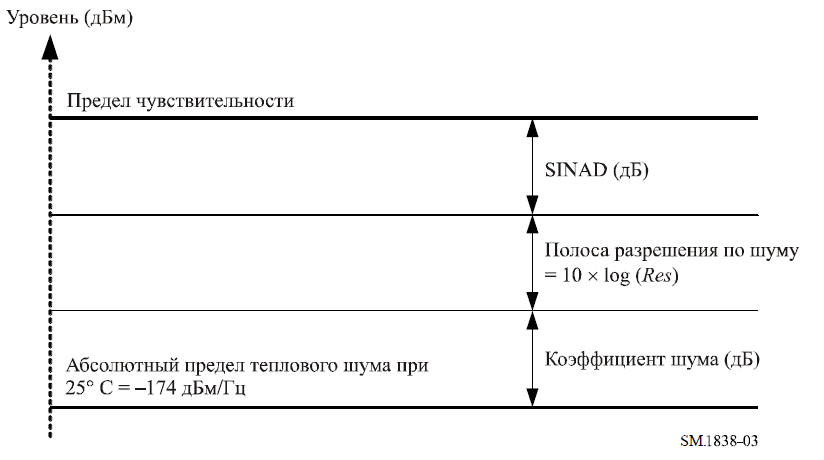 Уровень (дБм)
Предел чувствительности
SINAD (дБ)
Полоса разрешения по шуму
= 10 × log (Res)
Абсолютный предел теплового шума при
25° C = –174 дБм/Гц
Коэффициент шума (дБ)
SM.1838-03